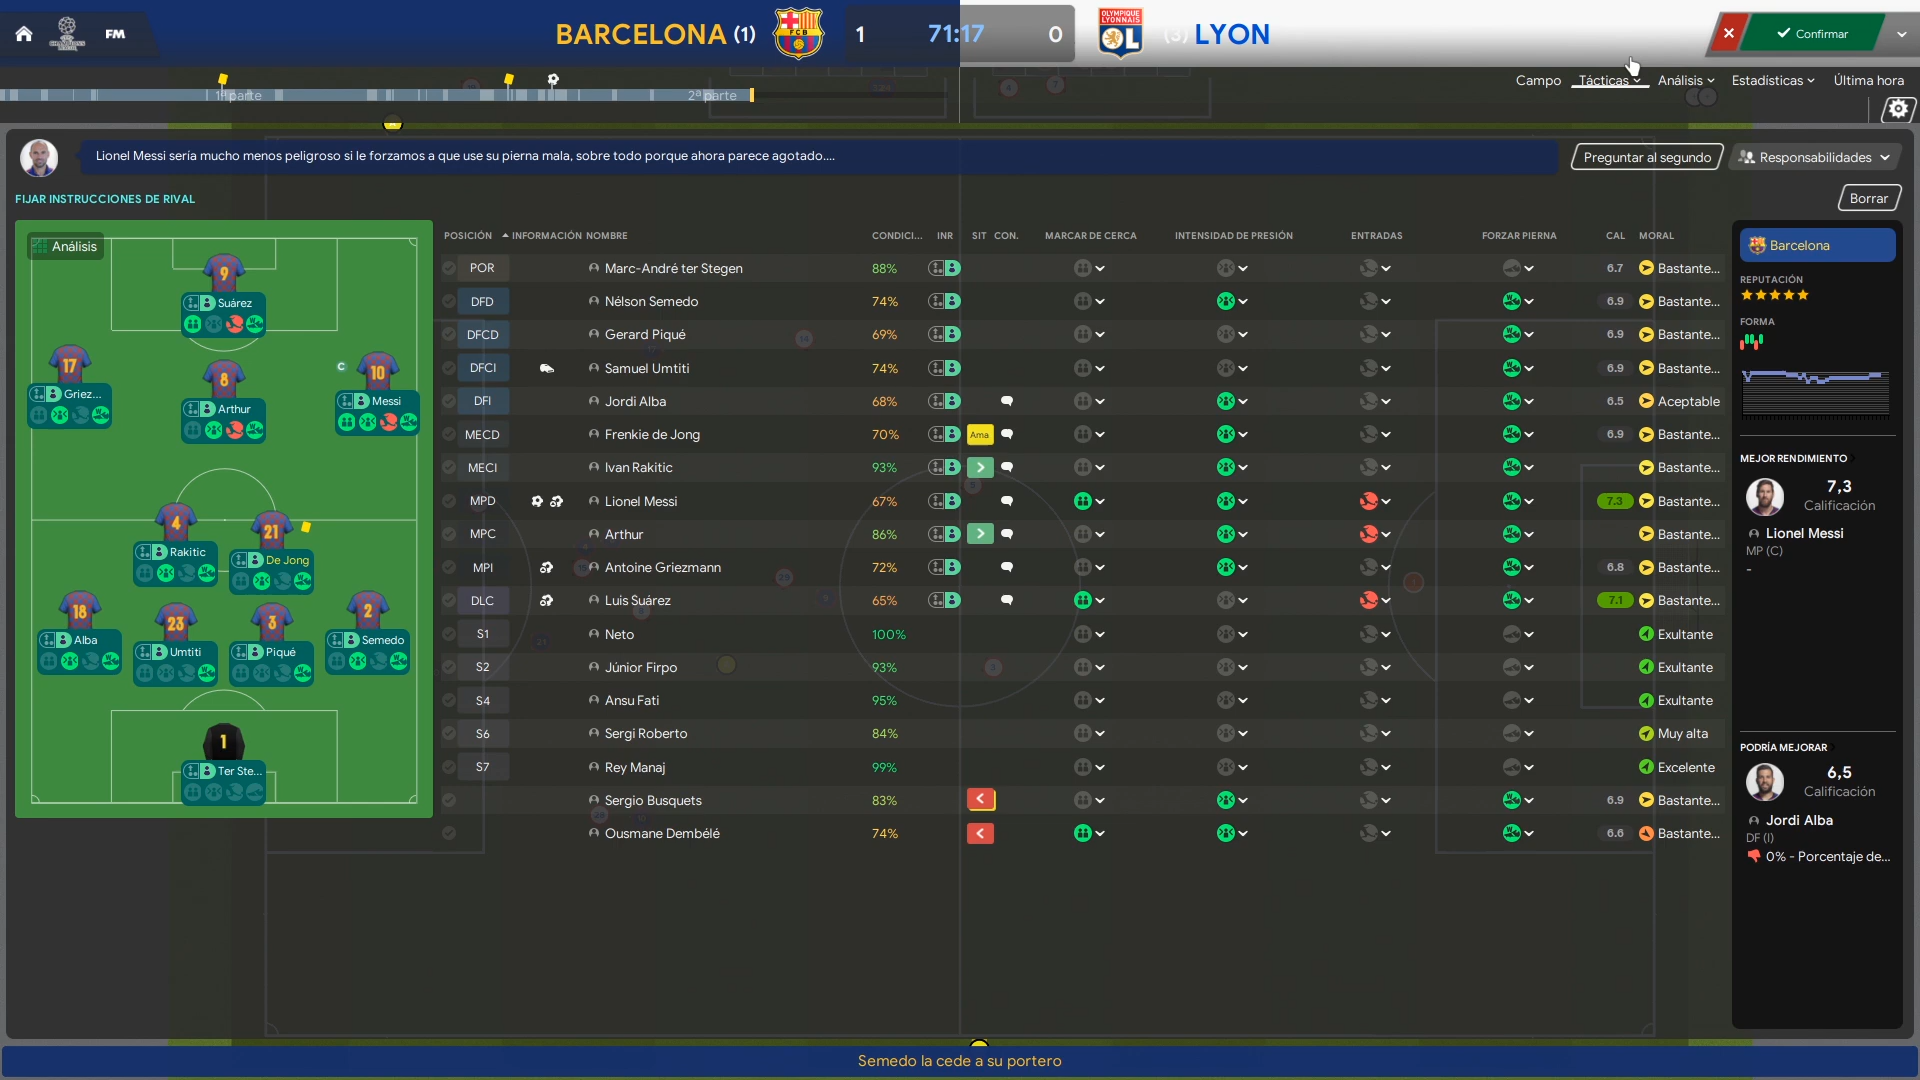 FM
BARCELONA (1) 1 71:17 0 (3) LYON
OLYMPIQUE LYONNAIS
OL
FCB
Confirmar
1ª parte 2ª parte
Campo Tácticas Análisis Estadísticas Última hora
Lionel Messi sería mucho menos peligroso si le forzamos a que use su pierna mala, sobre todo porque ahora parece agotado....
Preguntar al segundo Responsabilidades
FIJAR INSTRUCCIONES DE RIVAL
Borrar
Análisis
9
Suárez
17
Griez...
8
Arthur
C 10
Messi
4
Rakitic
21
De Jong
18
Alba
23
Umtiti
3
Piqué
2
Semedo
1
Ter Ste...
POSICIÓN INFORMACIÓN NOMBRE CONDICI... INR SIT CON. MARCAR DE CERCA INTENSIDAD DE PRESIÓN ENTRADAS FORZAR PIERNA CAL MORAL
POR Marc-André ter Stegen 88% 6.7 Bastante...
DFD Nélson Semedo 74% 6.9 Bastante...
DFCD Gerard Piqué 69% 6.9 Bastante...
DFCI Samuel Umtiti 74% 6.9 Bastante...
DFI Jordi Alba 68% 6.5 Aceptable
MECD Frenkie de Jong 70% Ama 6.9 Bastante...
MECI Ivan Rakitic 93% Bastante...
MPD Lionel Messi 67% 7.3 Bastante...
MPC Arthur 86% Bastante...
MPI Antoine Griezmann 72% 6.8 Bastante...
DLC Luis Suárez 65% 7.1 Bastante...
S1 Neto 100% Exultante
S2 Júnior Firpo 93% Exultante
S4 Ansu Fati 95% Exultante
S6 Sergi Roberto 84% Muy alta
S7 Rey Manaj 99% Excelente
Sergio Busquets 83% 6.9 Bastante...
Ousmane Dembélé 74% 6.6 Bastante...
Barcelona
REPUTACIÓN
FORMA
MEJOR RENDIMIENTO
7,3
Calificación
Lionel Messi
MP (C)
-
PODRÍA MEJORAR
6,5
Calificación
Jordi Alba
DF (I)
0% - Porcentaje de...
Semedo la cede a su portero